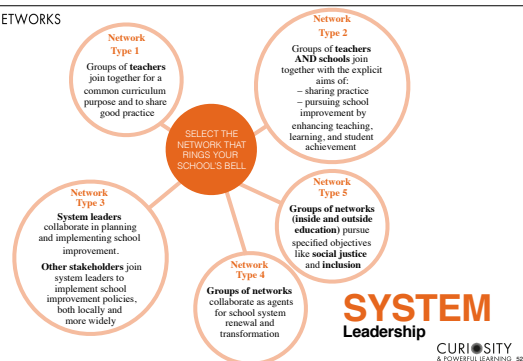 ETWORKS
Network
Type 1
Groups of teachers
join together for a
common curriculum
purpose and to share
good practice
Network
Type 2
Groups of teachers
AND schools join
together with the explicit
aims of:
– sharing practice
– pursuing school
improvement by
enhancing teaching,
learning, and student
achievement
SELECT THE
NETWORK THAT
RINGS YOUR
SCHOOL'S BELL
Network
Type 3
System leaders
collaborate in planning
and implementing school
improvement.
Other stakeholders join
system leaders to
implement school
improvement policies,
both locally and
more widely
Network
Type 4
Groups of networks
collaborate as agents
for school system
renewal and
transformation
Network
Type 5
Groups of networks
(inside and outside
education) pursue
specified objectives
like social justice
and inclusion
SYSTEM
Leadership
CURIOSITY
& POWERFUL LEARNING 52